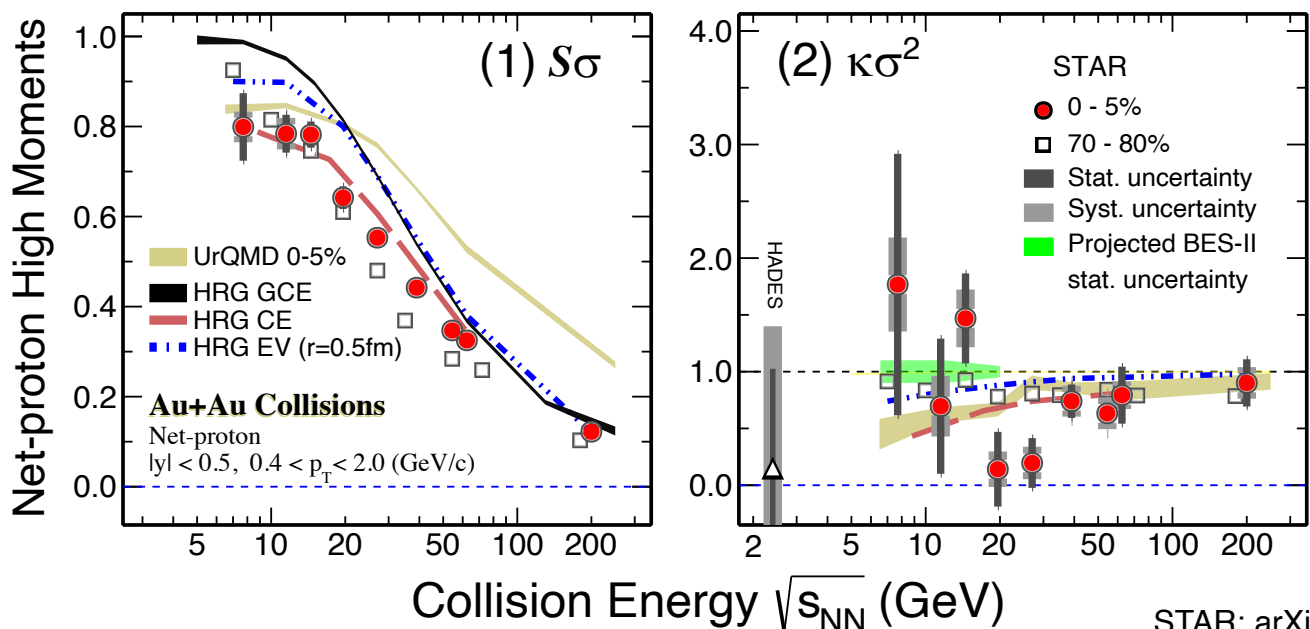 Net-proton High Moments
1.0
0.8
0.6
0.4
0.2
0.0
(1) Sσ
UrQMD 0-5%
HRG GCE
HRG CE
HRG EV (r=0.5fm)
Au+Au Collisions
Net-proton
|y| < 0.5, 0.4 < p_T < 2.0 (GeV/c)
5 10 20 50 100 200
4.0
3.0
2.0
1.0
0.0
(2) κσ²
STAR
0 - 5%
70 - 80%
Stat. uncertainty
Syst. uncertainty
Projected BES-II
stat. uncertainty
HADES
2 5 10 20 50 100 200
Collision Energy √s_NN (GeV)
STAR: arXi